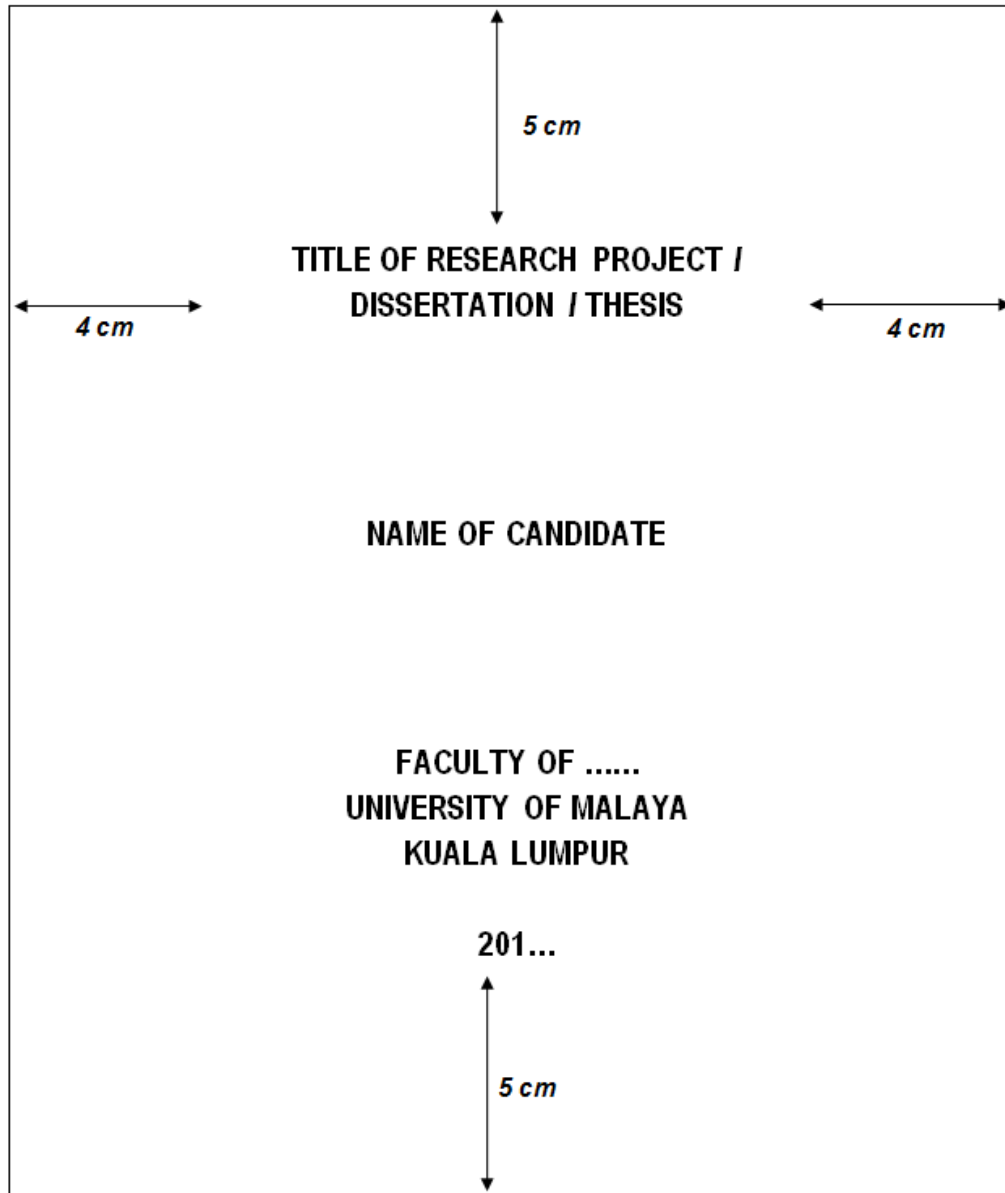 5 cm
TITLE OF RESEARCH PROJECT /
DISSERTATION / THESIS
4 cm
4 cm
NAME OF CANDIDATE
FACULTY OF ......
UNIVERSITY OF MALAYA
KUALA LUMPUR
201...
5 cm